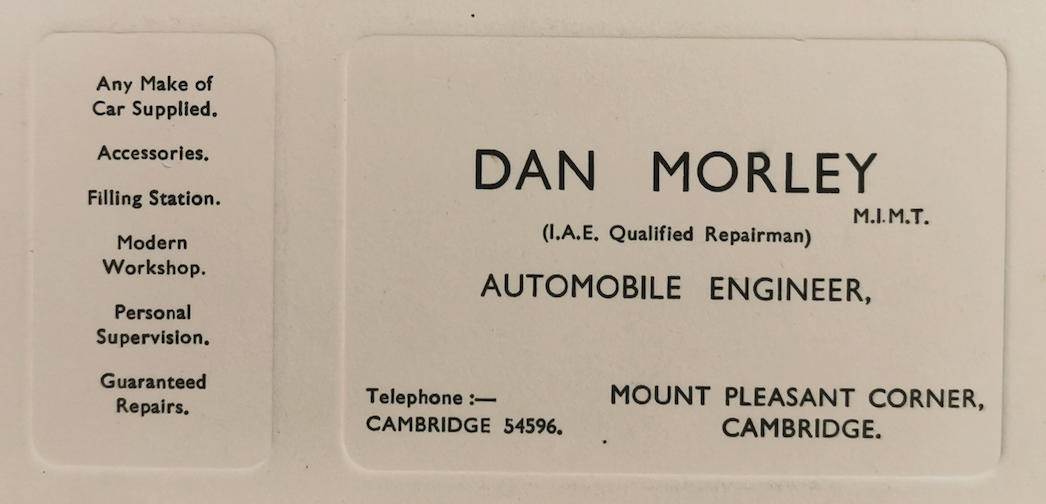 Any Make of
Car Supplied.
Accessories.
Filling Station.
Modern
Workshop.
Personal
Supervision.
Guaranteed
Repairs.
DAN MORLEY
M.I.M.T.
(I.A.E. Qualified Repairman)
AUTOMOBILE ENGINEER,
Telephone :—
CAMBRIDGE 54596.
MOUNT PLEASANT CORNER,
CAMBRIDGE.